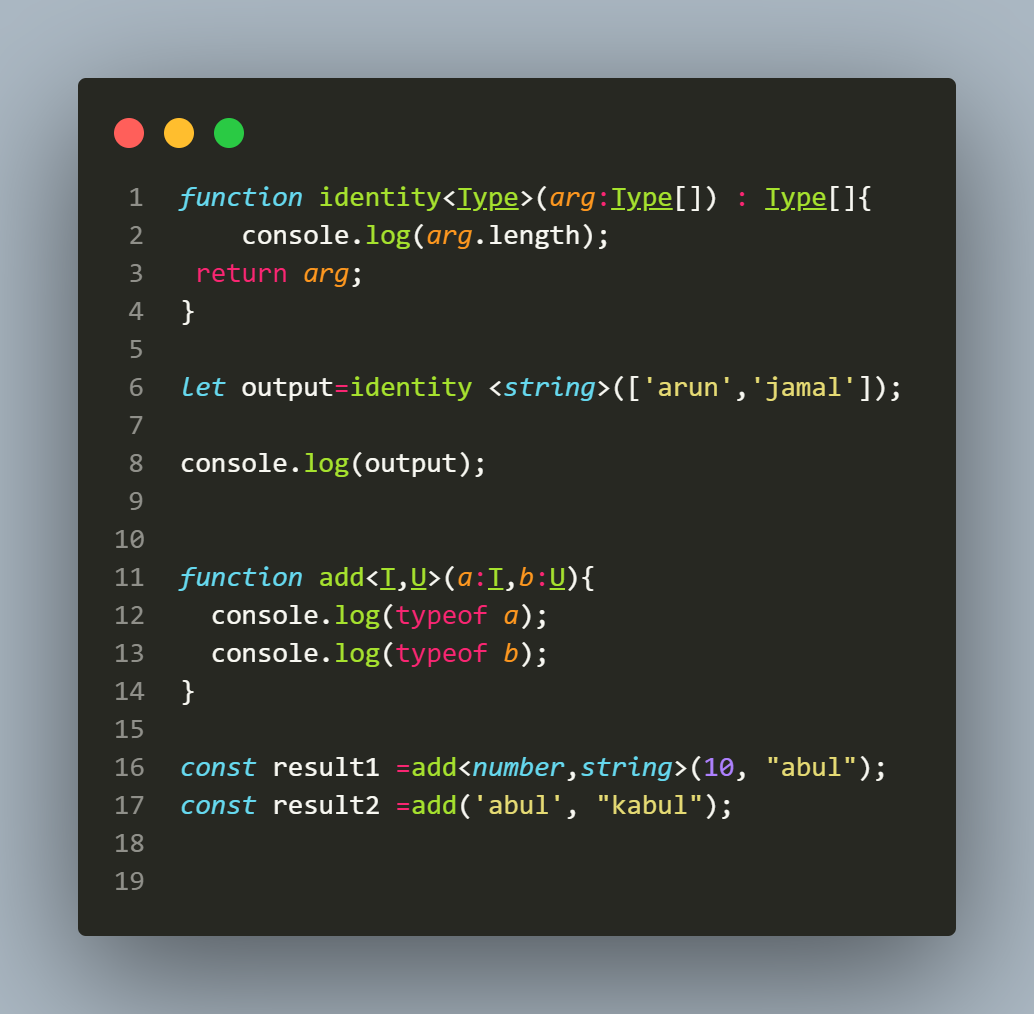 1 function identity<Type>(arg:Type[]) : Type[]{
2     console.log(arg.length);
3  return arg;
4 }
5
6 let output=identity <string>(['arun','jamal']);
7
8 console.log(output);
9
10
11 function add<T,U>(a:T,b:U){
12   console.log(typeof a);
13   console.log(typeof b);
14 }
15
16 const result1 =add<number,string>(10, "abul");
17 const result2 =add('abul', "kabul");
18
19